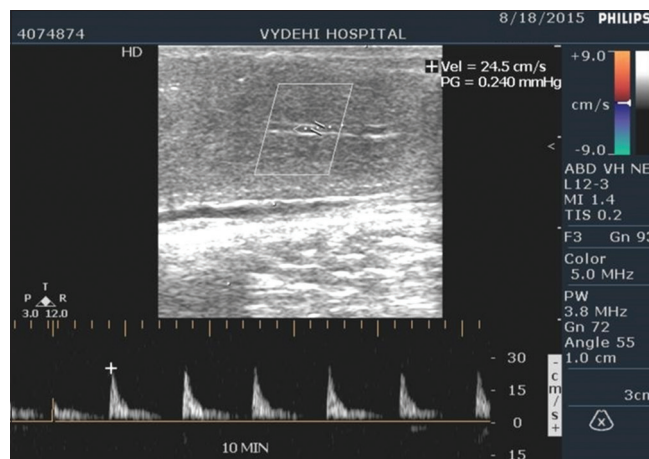 8/18/2015 PHILIPS
4074874 VYDEHI HOSPITAL
HD
+9.0
Vel = 24.5 cm/s
PG = 0.240 mmHg
cm/s
-9.0
<
ABD VH NE
L12-3
MI 1.4
TIS 0.2
F3 Gn 93
Color
5.0 MHz
PW
3.8 MHz
Gn 72
Angle 55
1.0 cm
3cm
T
P R
3.0 12.0
30
15
0
15
- cm/s +
X
10 MIN